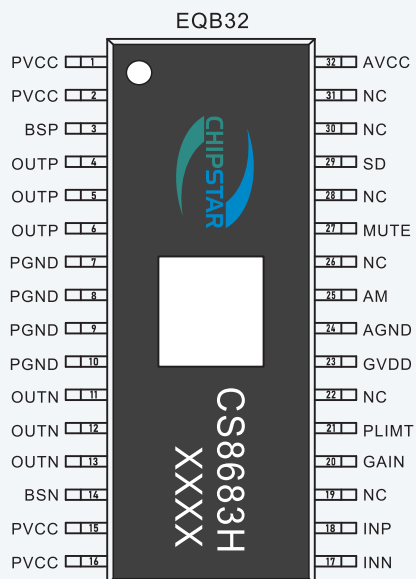 EQB32
PVCC 1 32 AVCC
PVCC 2 31 NC
BSP 3 30 NC
OUTP 4 29 SD
OUTP 5 28 NC
OUTP 6 27 MUTE
PGND 7 26 NC
PGND 8 25 AM
PGND 9 24 AGND
PGND 10 23 GVDD
OUTN 11 22 NC
OUTN 12 21 PLIMT
OUTN 13 20 GAIN
BSN 14 19 NC
PVCC 15 18 INP
PVCC 16 17 INN
CHIPSTAR
CS8683H
XXXX